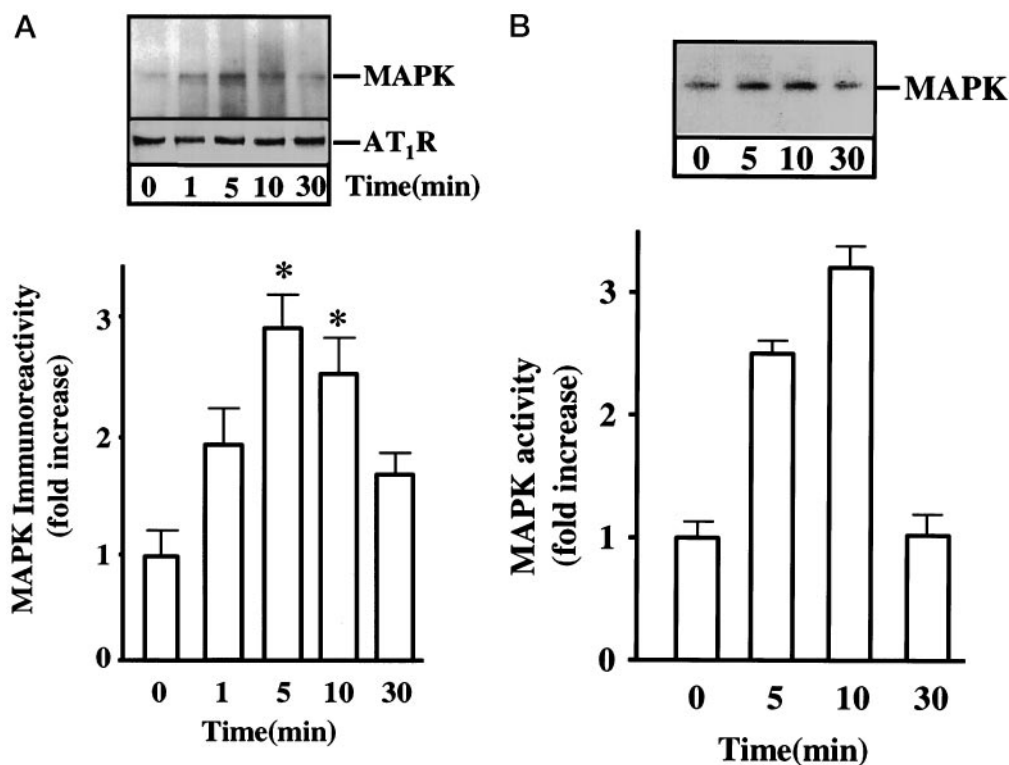 A
MAPK
AT₁R
0 1 5 10 30 Time(min)
MAPK Immunoreactivity
(fold increase)
3
2
1
0
* *
0 1 5 10 30
Time(min)
B
MAPK
0 5 10 30
MAPK activity
(fold increase)
3
2
1
0
0 5 10 30
Time(min)